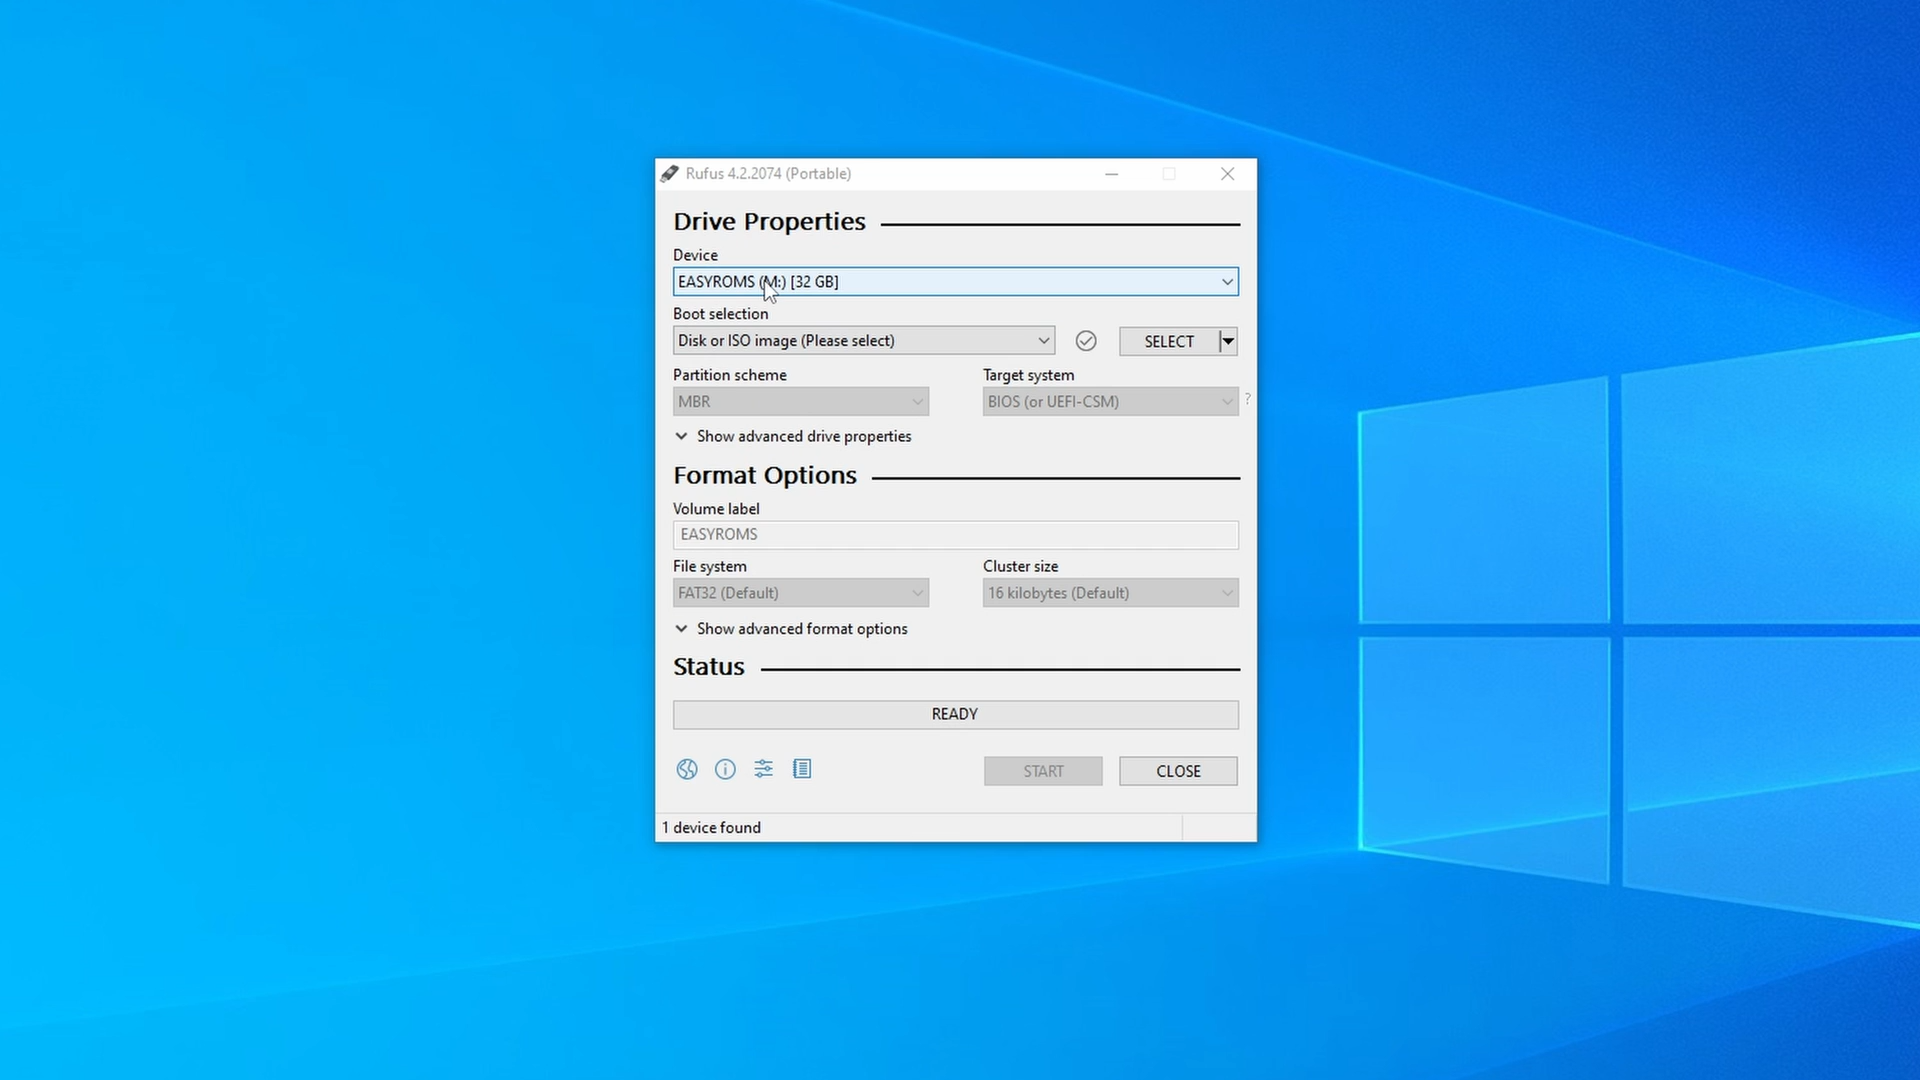 Rufus 4.2.2074 (Portable)
Drive Properties
Device
EASYROMS (M:) [32 GB]
Boot selection
Disk or ISO image (Please select)
SELECT
Partition scheme
Target system
MBR
BIOS (or UEFI-CSM)
?
Show advanced drive properties
Format Options
Volume label
EASYROMS
File system
Cluster size
FAT32 (Default)
16 kilobytes (Default)
Show advanced format options
Status
READY
START
CLOSE
1 device found